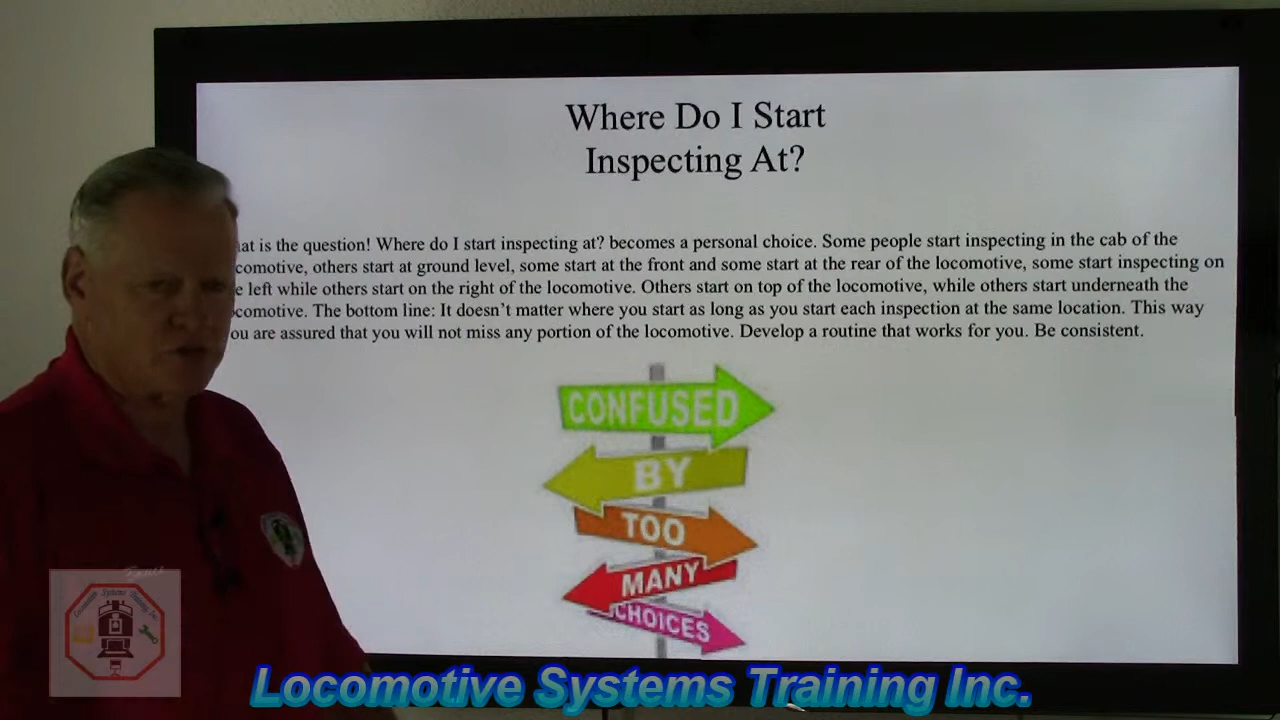 Where Do I Start
Inspecting At?
at is the question! Where do I start inspecting at? becomes a personal choice. Some people start inspecting in the cab of the
comotive, others start at ground level, some start at the front and some start at the rear of the locomotive, some start inspecting on
e left while others start on the right of the locomotive. Others start on top of the locomotive, while others start underneath the
comotive. The bottom line: It doesn't matter where you start as long as you start each inspection at the same location. This way
ou are assured that you will not miss any portion of the locomotive. Develop a routine that works for you. Be consistent.
CONFUSED
BY
TOO
MANY
CHOICES
Locomotive Systems Training Inc.
Locomotive Systems Training Inc.